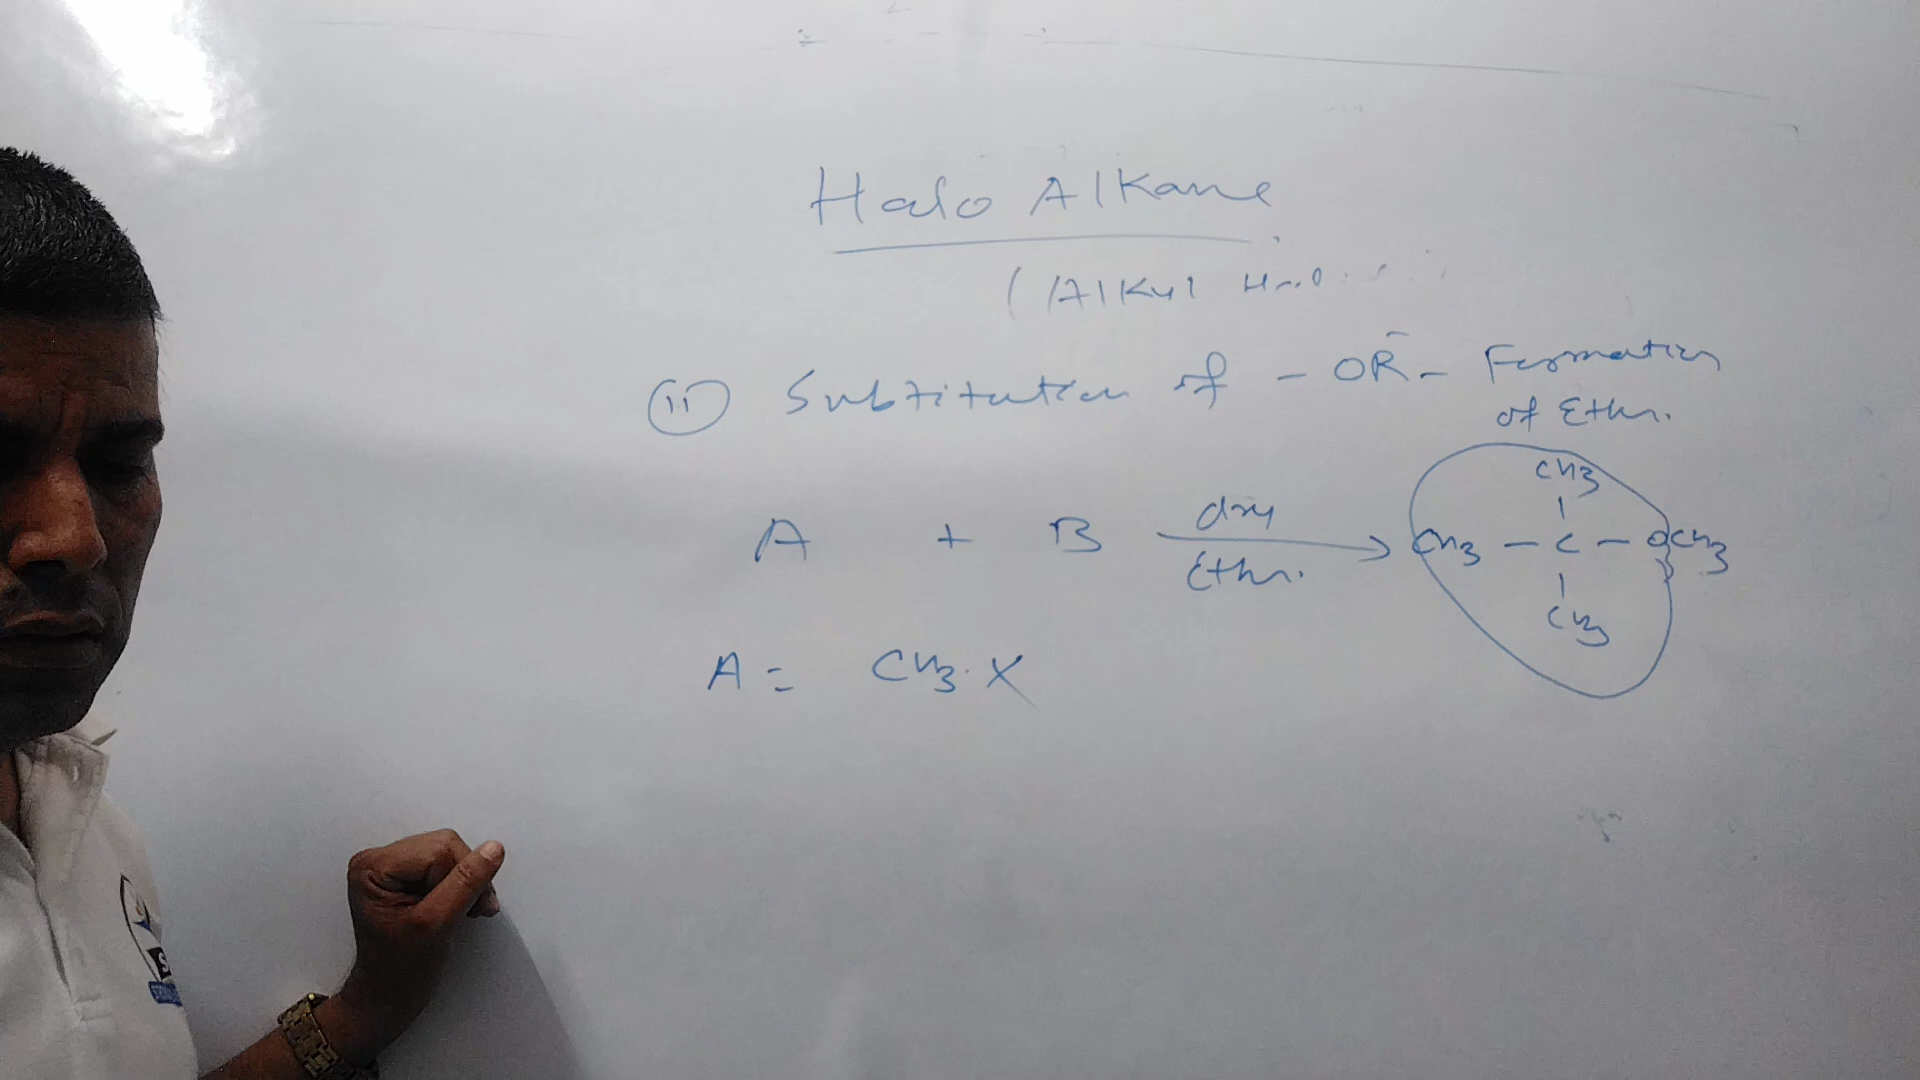 Halo Alkane
(Alkyl
(ii) Substitution of - OR - Formation
of Ether.
CH3
|
A + B dry CH3 - C - OCH3
Ether. |
CH3
A = CH3.X